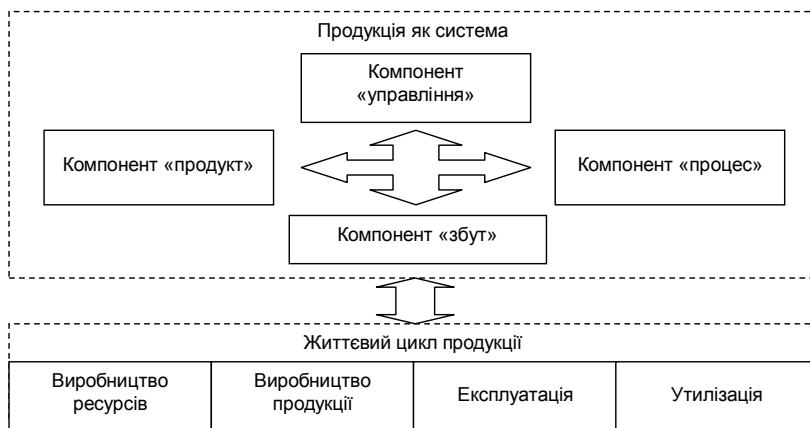 Продукція як система
Компонент
«управління»
Компонент «продукт»
Компонент «процес»
Компонент «збут»
Життєвий цикл продукції
Виробництво
ресурсів
Виробництво
продукції
Експлуатація
Утилізація